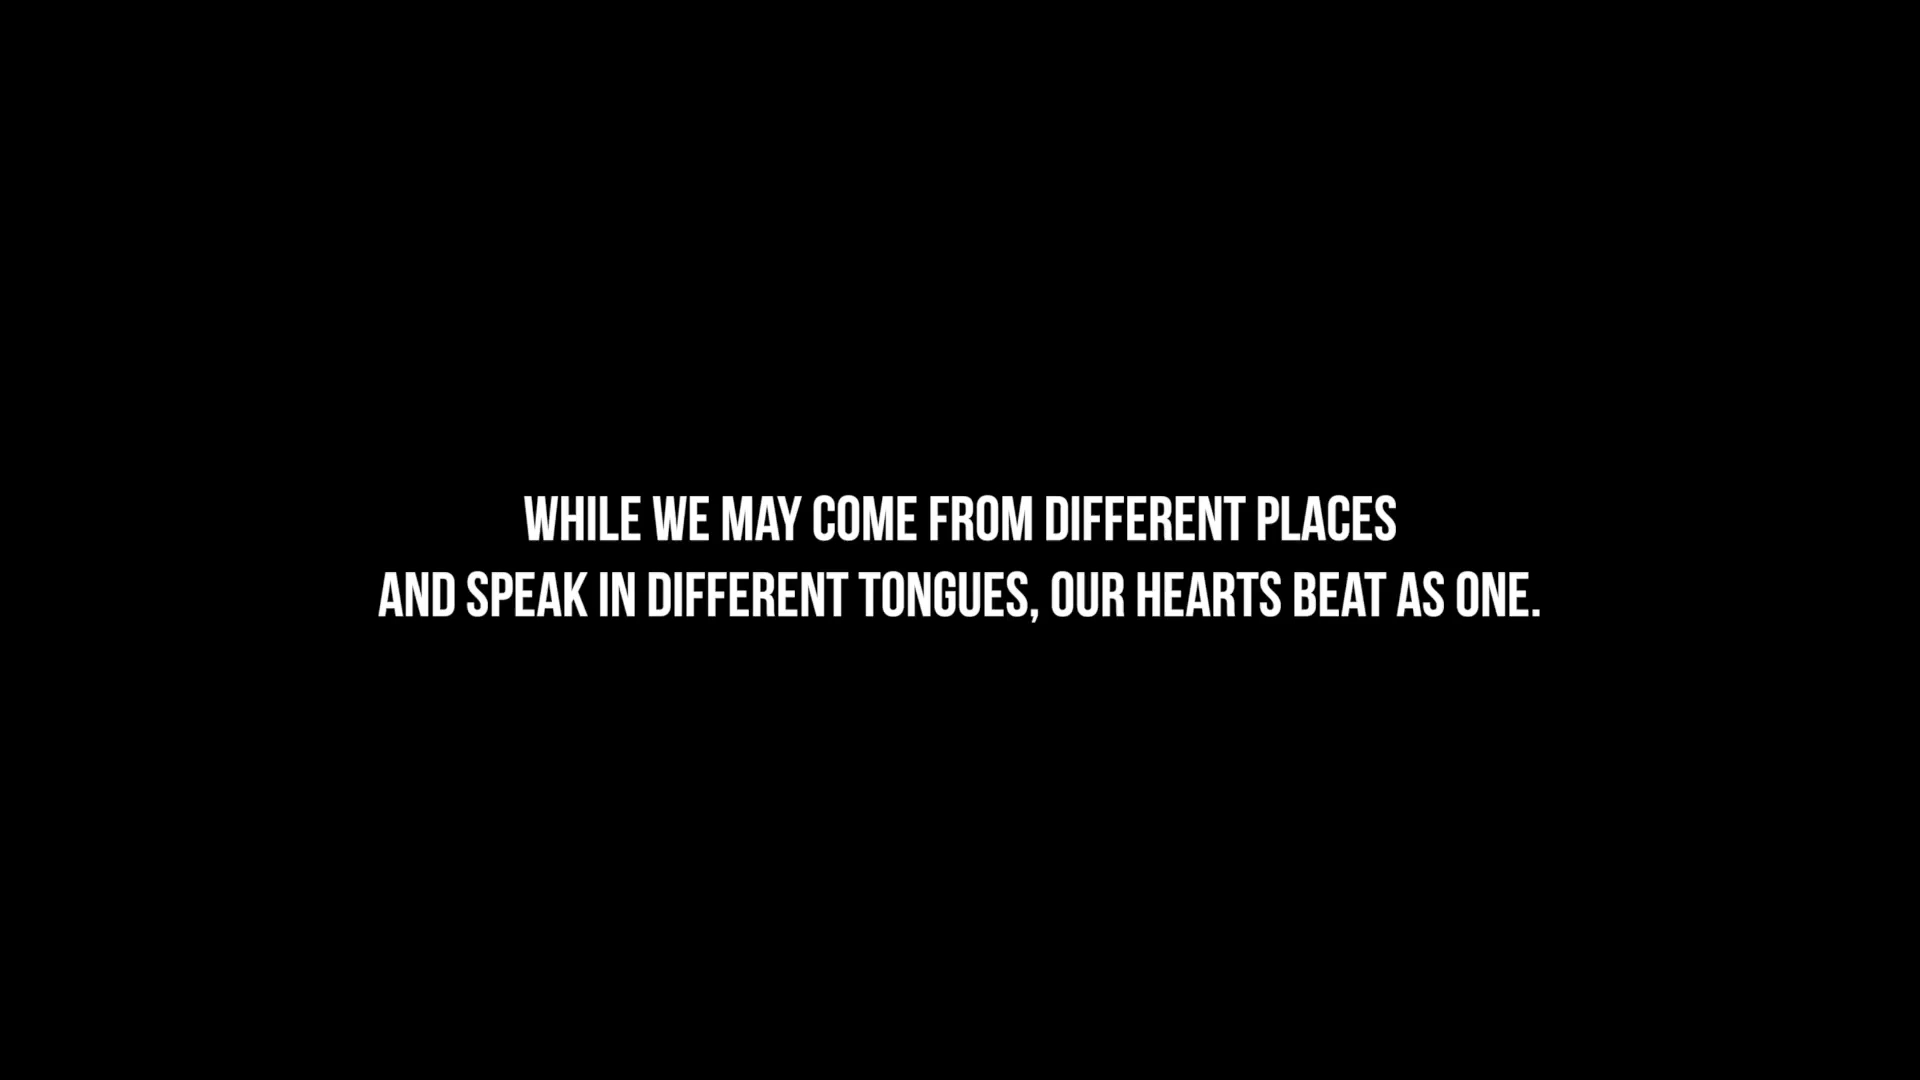 WHILE WE MAY COME FROM DIFFERENT PLACES
AND SPEAK IN DIFFERENT TONGUES, OUR HEARTS BEAT AS ONE.